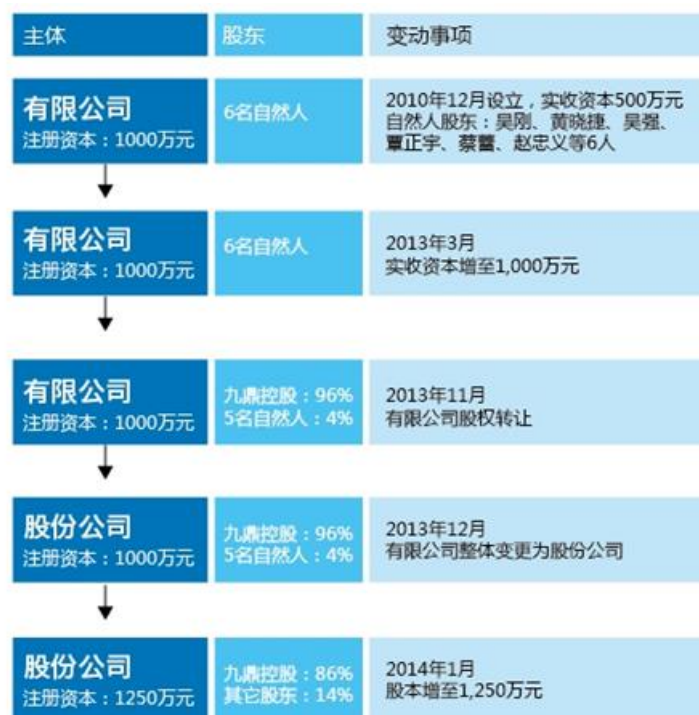 主体
股东
变动事项
有限公司
注册资本：1000万元
6名自然人
2010年12月设立，实收资本500万元
自然人股东：吴刚、黄晓捷、吴强、
覃正宇、蔡蕾、赵忠义等6人
有限公司
注册资本：1000万元
6名自然人
2013年3月
实收资本增至1,000万元
有限公司
注册资本：1000万元
九鼎控股：96%
5名自然人：4%
2013年11月
有限公司股权转让
股份公司
注册资本：1000万元
九鼎控股：96%
5名自然人：4%
2013年12月
有限公司整体变更为股份公司
股份公司
注册资本：1250万元
九鼎控股：86%
其它股东：14%
2014年1月
股本增至1,250万元